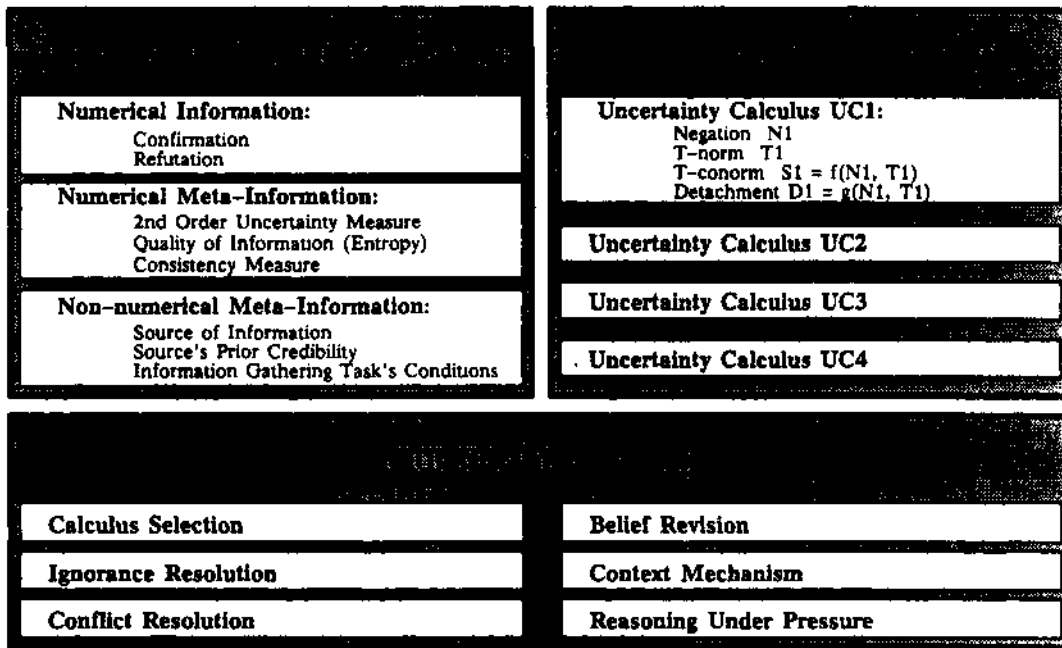 Numerical Information:
Confirmation
Refutation
Numerical Meta-Information:
2nd Order Uncertainty Measure
Quality of Information (Entropy)
Consistency Measure
Non-numerical Meta-Information:
Source of Information
Source's Prior Credibility
Information Gathering Task's Conditions
Uncertainty Calculus UC1:
Negation N1
T-norm T1
T-conorm S1 = f(N1, T1)
Detachment D1 = g(N1, T1)
Uncertainty Calculus UC2
Uncertainty Calculus UC3
Uncertainty Calculus UC4
Calculus Selection
Ignorance Resolution
Conflict Resolution
Belief Revision
Context Mechanism
Reasoning Under Pressure